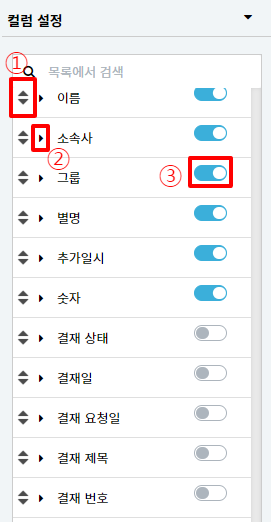 컬럼 설정
①
목록에서 검색
이름
소속사
②
③
그룹
별명
추가일시
숫자
결재 상태
결재일
결재 요청일
결재 제목
결재 번호